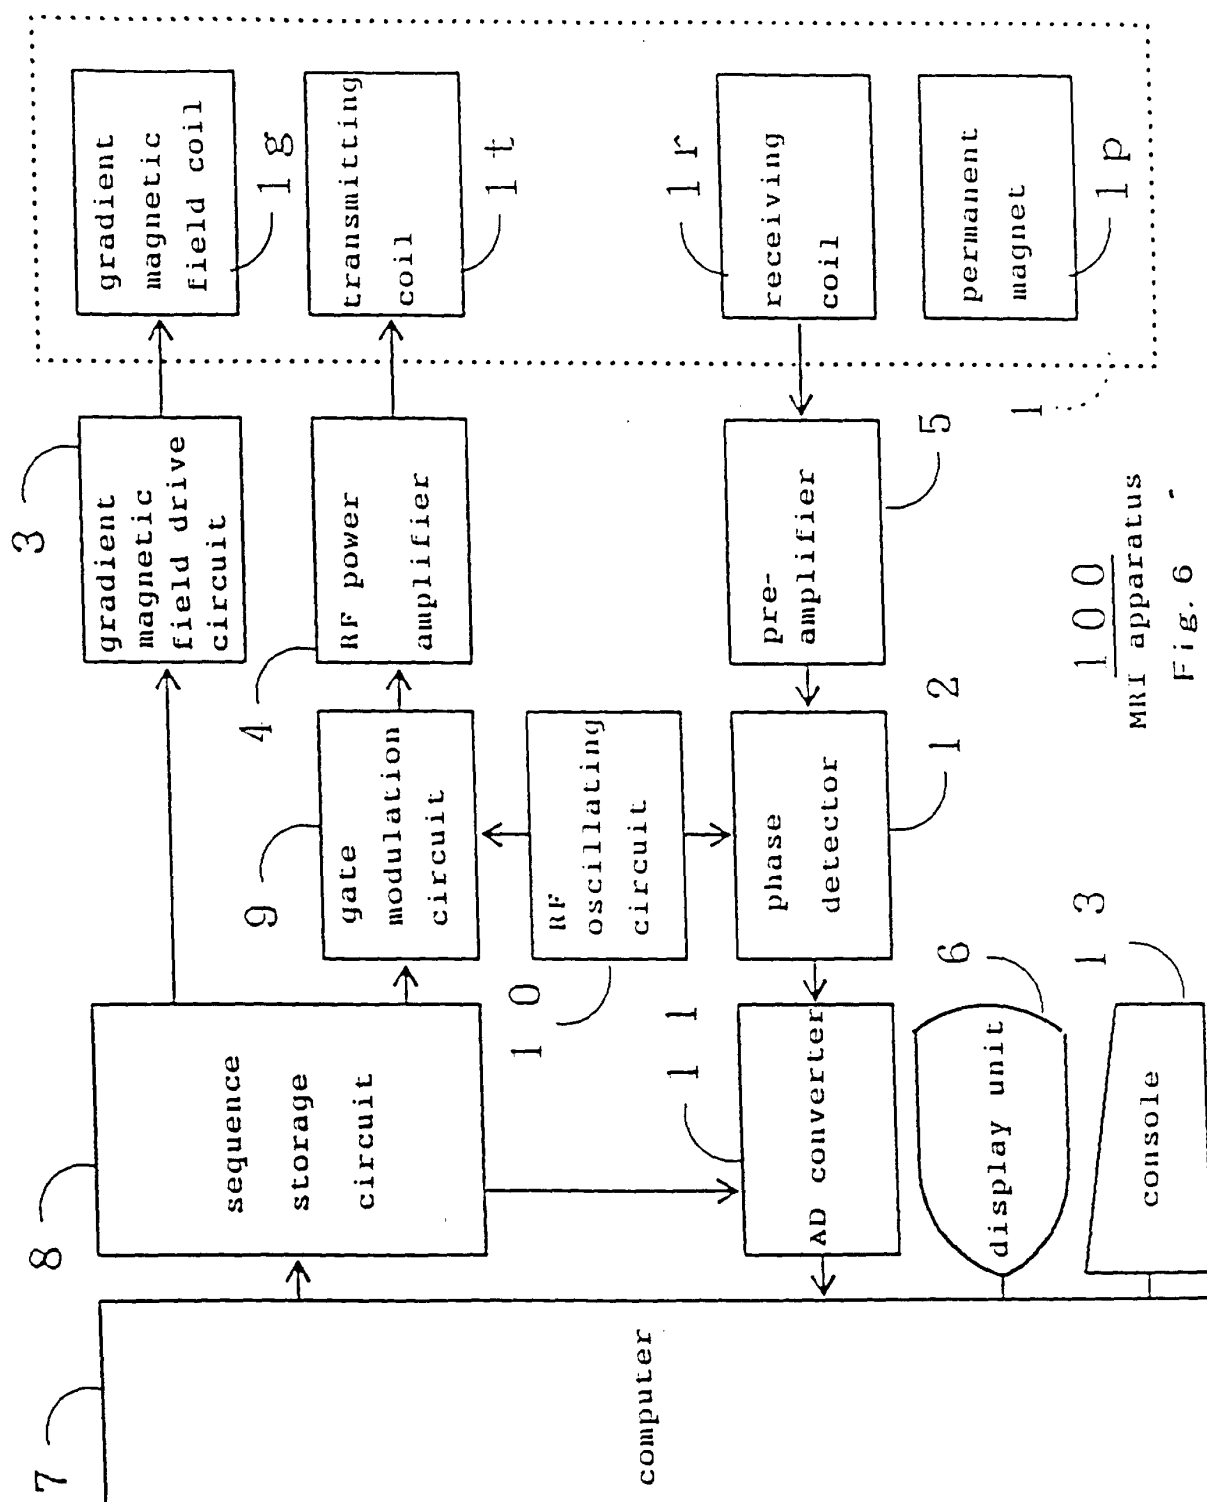 7
computer
8
sequence
storage
circuit
3
gradient
magnetic
field drive
circuit
gradient
magnetic
field coil
1g
9
gate
modulation
circuit
4
RF power
amplifier
transmitting
coil
1t
10
RF
oscillating
circuit
11
AD converter
phase
detector
12
pre-
amplifier
5
receiving
coil
1r
permanent
magnet
1p
1
display unit
6
console
13
100
MRI apparatus
Fig. 6